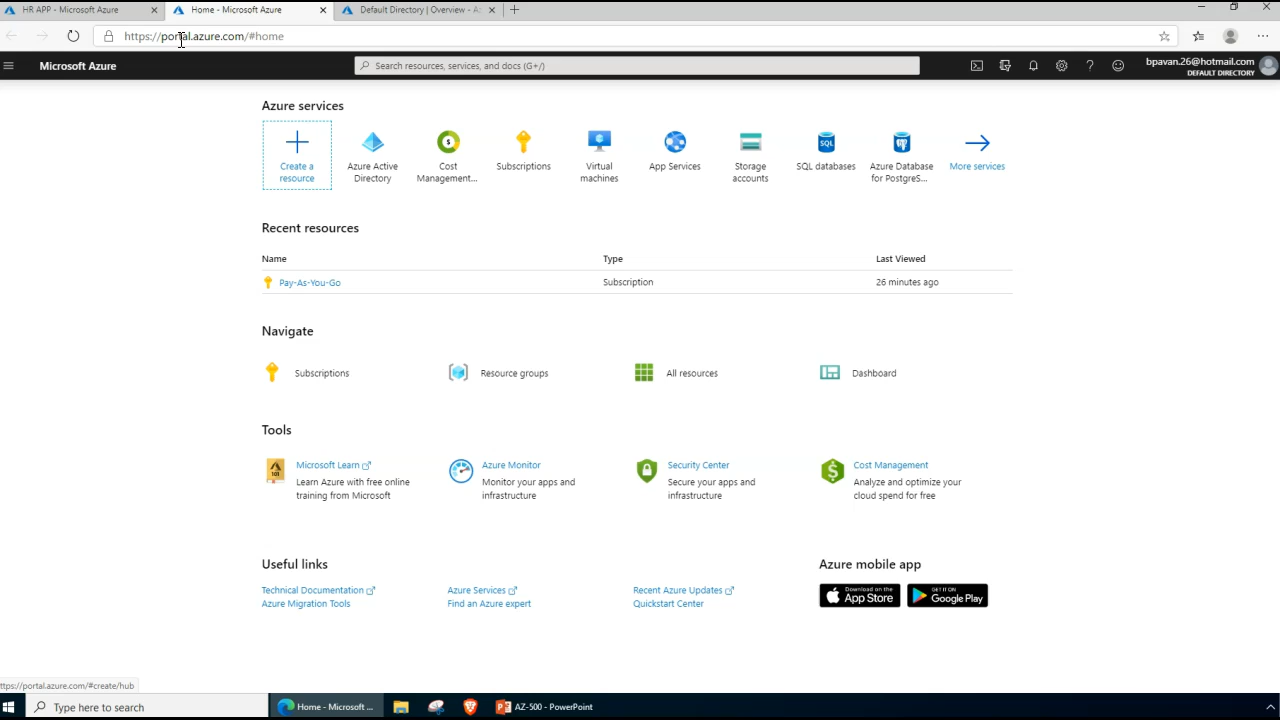 HR APP - Microsoft Azure
Home - Microsoft Azure
Default Directory | Overview - Az
https://portal.azure.com/#home
Microsoft Azure
Search resources, services, and docs (G+/)
bpavan.26@hotmail.com
DEFAULT DIRECTORY
Azure services
Create a
resource
Azure Active
Directory
Cost
Management...
Subscriptions
Virtual
machines
App Services
Storage
accounts
SQL databases
Azure Database
for PostgreS...
More services
Recent resources
Name Type Last Viewed
Pay-As-You-Go Subscription 26 minutes ago
Navigate
Subscriptions Resource groups All resources Dashboard
Tools
Microsoft Learn
Learn Azure with free online
training from Microsoft
Azure Monitor
Monitor your apps and
infrastructure
Security Center
Secure your apps and
infrastructure
Cost Management
Analyze and optimize your
cloud spend for free
Useful links
Technical Documentation
Azure Migration Tools
Azure Services
Find an Azure expert
Recent Azure Updates
Quickstart Center
Azure mobile app
Download on the
App Store
GET IT ON
Google Play
ttps://portal.azure.com/#create/hub
Type here to search
Home - Microsoft ...
AZ-500 - PowerPoint